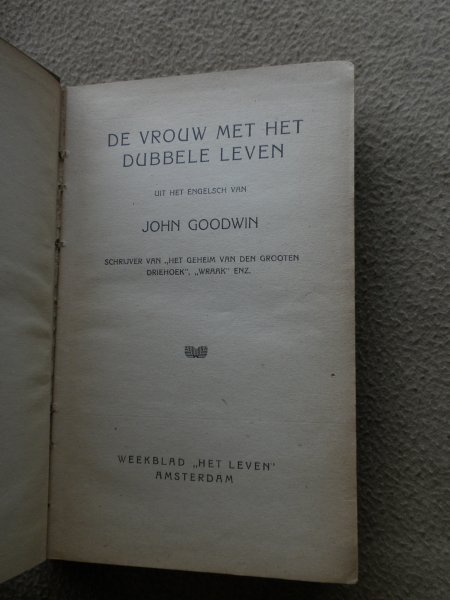 DE VROUW MET HET
DUBBELE LEVEN
UIT HET ENGELSCH VAN
JOHN GOODWIN
SCHRIJVER VAN „HET GEHEIM VAN DEN GROOTEN
DRIEHOEK", „WRAAK" ENZ.
WEEKBLAD „HET LEVEN"
AMSTERDAM